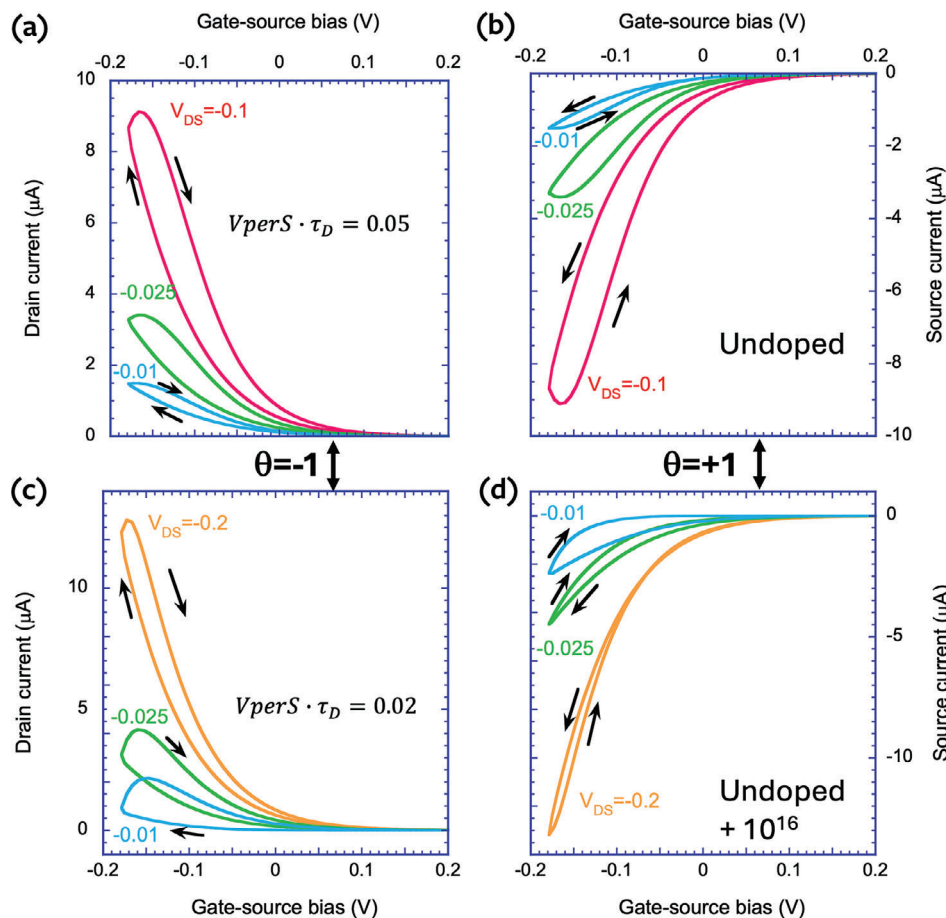 Gate-source bias (V)
Gate-source bias (V)
(a)
(b)
-0.2 -0.1 0 0.1 0.2
-0.2 -0.1 0 0.1 0.2
10
8
6
4
2
0
Drain current (μA)
V_DS=-0.1
VperS · τ_D = 0.05
-0.025
-0.01
0
-2
-4
-6
-8
-10
Source current (μA)
-0.01
-0.025
Undoped
V_DS=-0.1
θ=-1
θ=+1
(c)
(d)
10
5
0
Drain current (μA)
V_DS=-0.2
VperS · τ_D = 0.02
-0.025
-0.01
0
-5
-10
Source current (μA)
-0.01
-0.025
V_DS=-0.2
Undoped
+ 10¹⁶
-0.2 -0.1 0 0.1 0.2
-0.2 -0.1 0 0.1 0.2
Gate-source bias (V)
Gate-source bias (V)